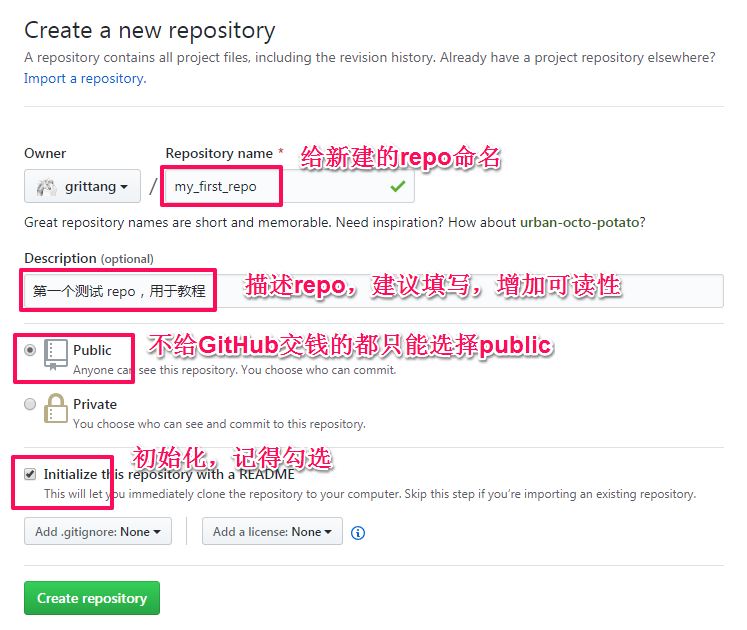 Create a new repository
A repository contains all project files, including the revision history. Already have a project repository elsewhere?
Import a repository.
Owner
Repository name *
给新建的repo命名
grittang
/
my_first_repo
Great repository names are short and memorable. Need inspiration? How about urban-octo-potato?
Description (optional)
第一个测试 repo，用于教程
描述repo，建议填写，增加可读性
Public
不给GitHub交钱的都只能选择public
Anyone can see this repository. You choose who can commit.
Private
You choose who can see and commit to this repository.
初始化，记得勾选
Initialize this repository with a README
This will let you immediately clone the repository to your computer. Skip this step if you’re importing an existing repository.
Add .gitignore: None
Add a license: None
Create repository